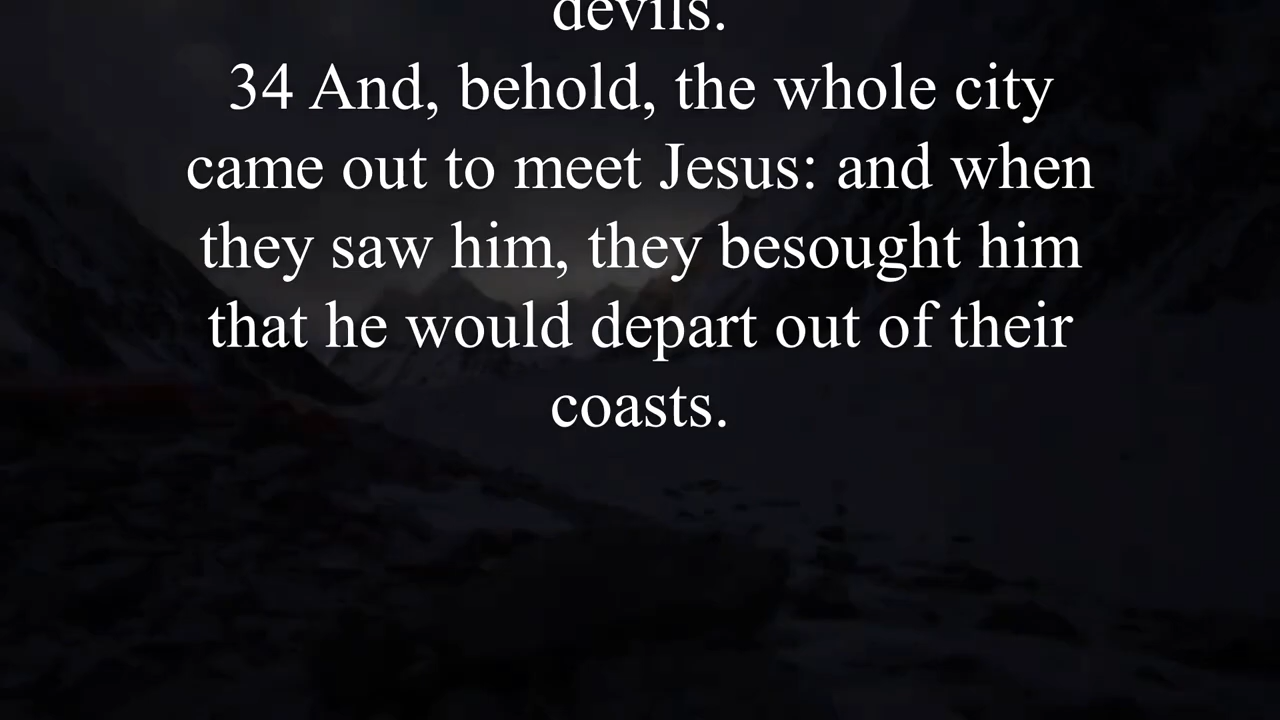 devils.
34 And, behold, the whole city
came out to meet Jesus: and when
they saw him, they besought him
that he would depart out of their
coasts.